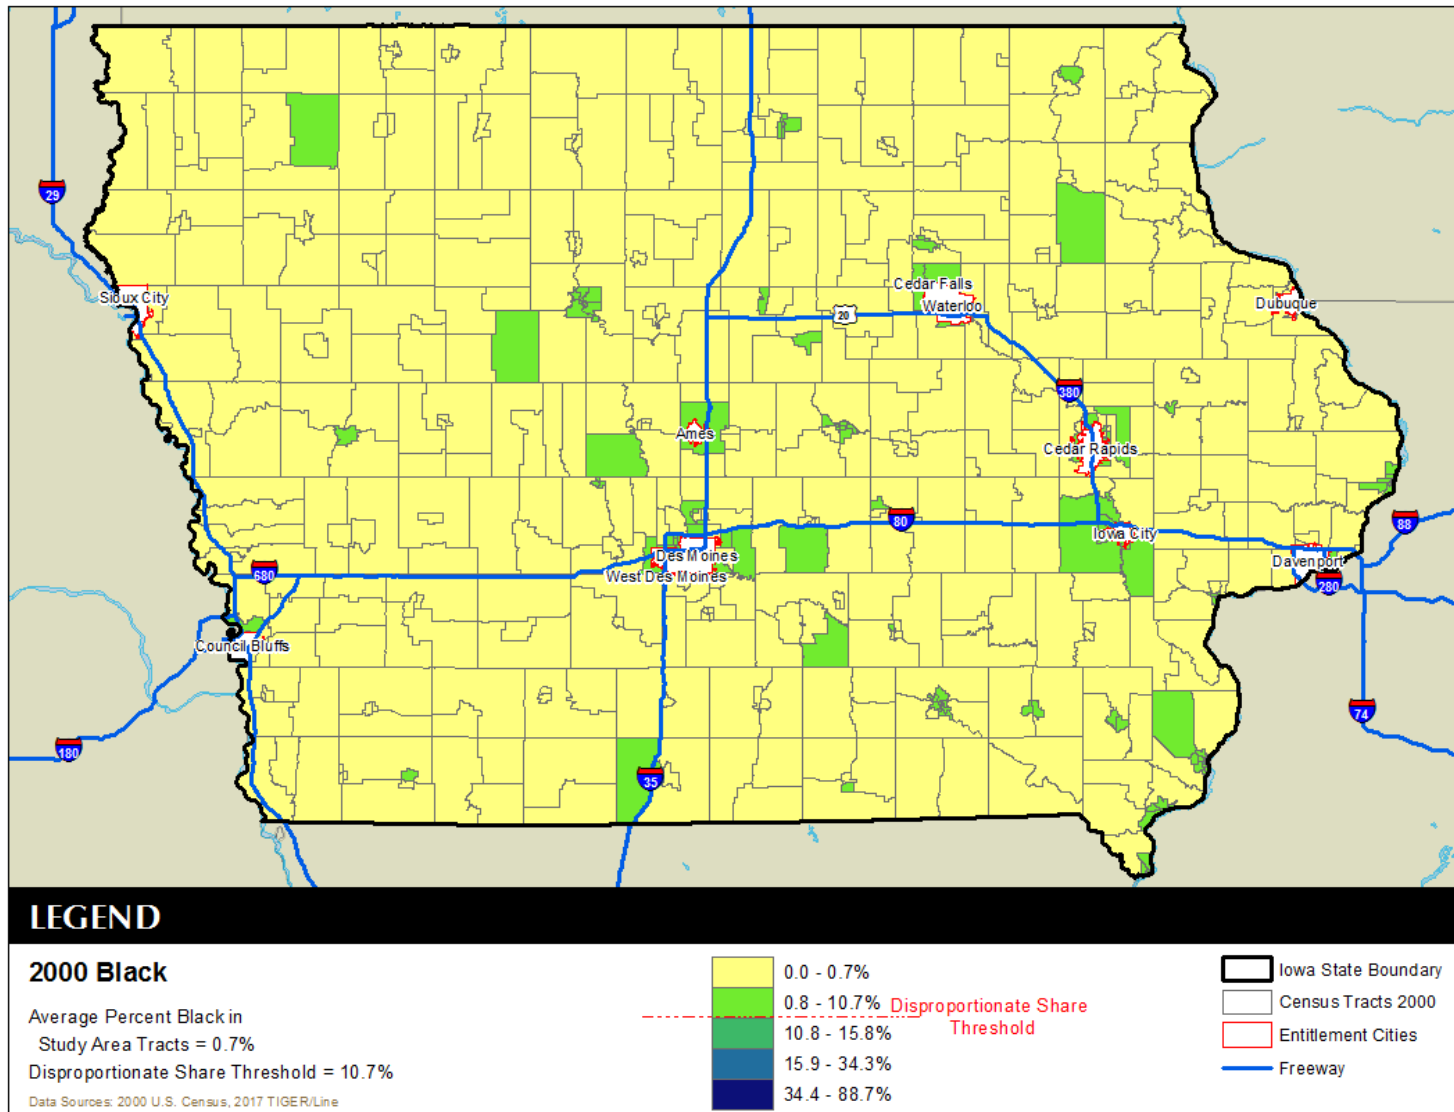 29
Sioux City
Cedar Falls
Waterloo
20
Dubuque
380
Ames
Cedar Rapids
80
88
Iowa City
Des Moines
West Des Moines
Davenport
280
680
Council Bluffs
180
74
35
LEGEND
2000 Black
Average Percent Black in
Study Area Tracts = 0.7%
Disproportionate Share Threshold = 10.7%
Data Sources: 2000 U.S. Census, 2017 TIGER/Line
0.0 - 0.7%
0.8 - 10.7%
Disproportionate Share
Threshold
10.8 - 15.8%
15.9 - 34.3%
34.4 - 88.7%
Iowa State Boundary
Census Tracts 2000
Entitlement Cities
Freeway